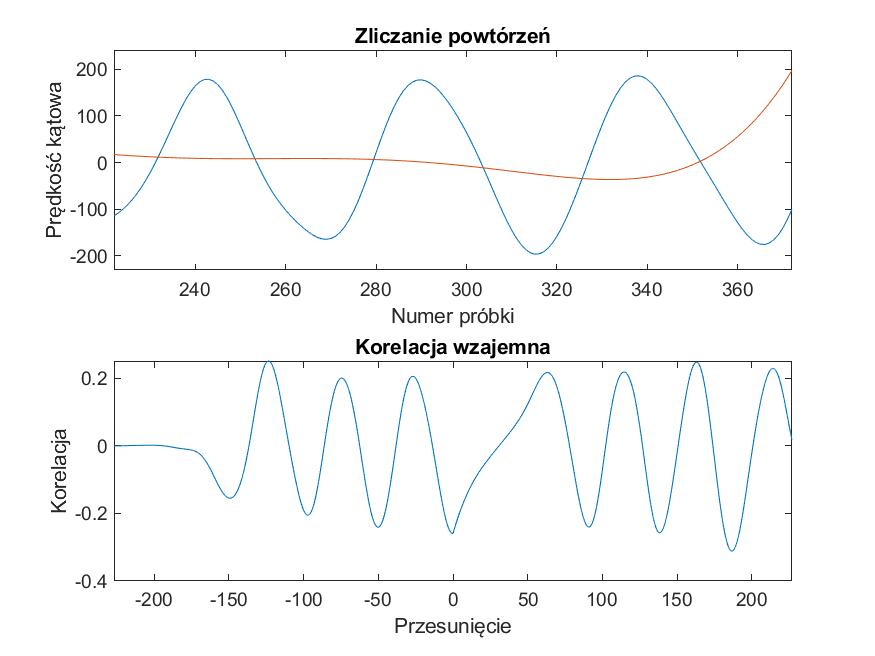 Zliczanie powtórzeń
200
100
0
-100
-200
Prędkość kątowa
240 260 280 300 320 340 360
Numer próbki
Korelacja wzajemna
0.2
0
-0.2
-0.4
Korelacja
-200 -150 -100 -50 0 50 100 150 200
Przesunięcie